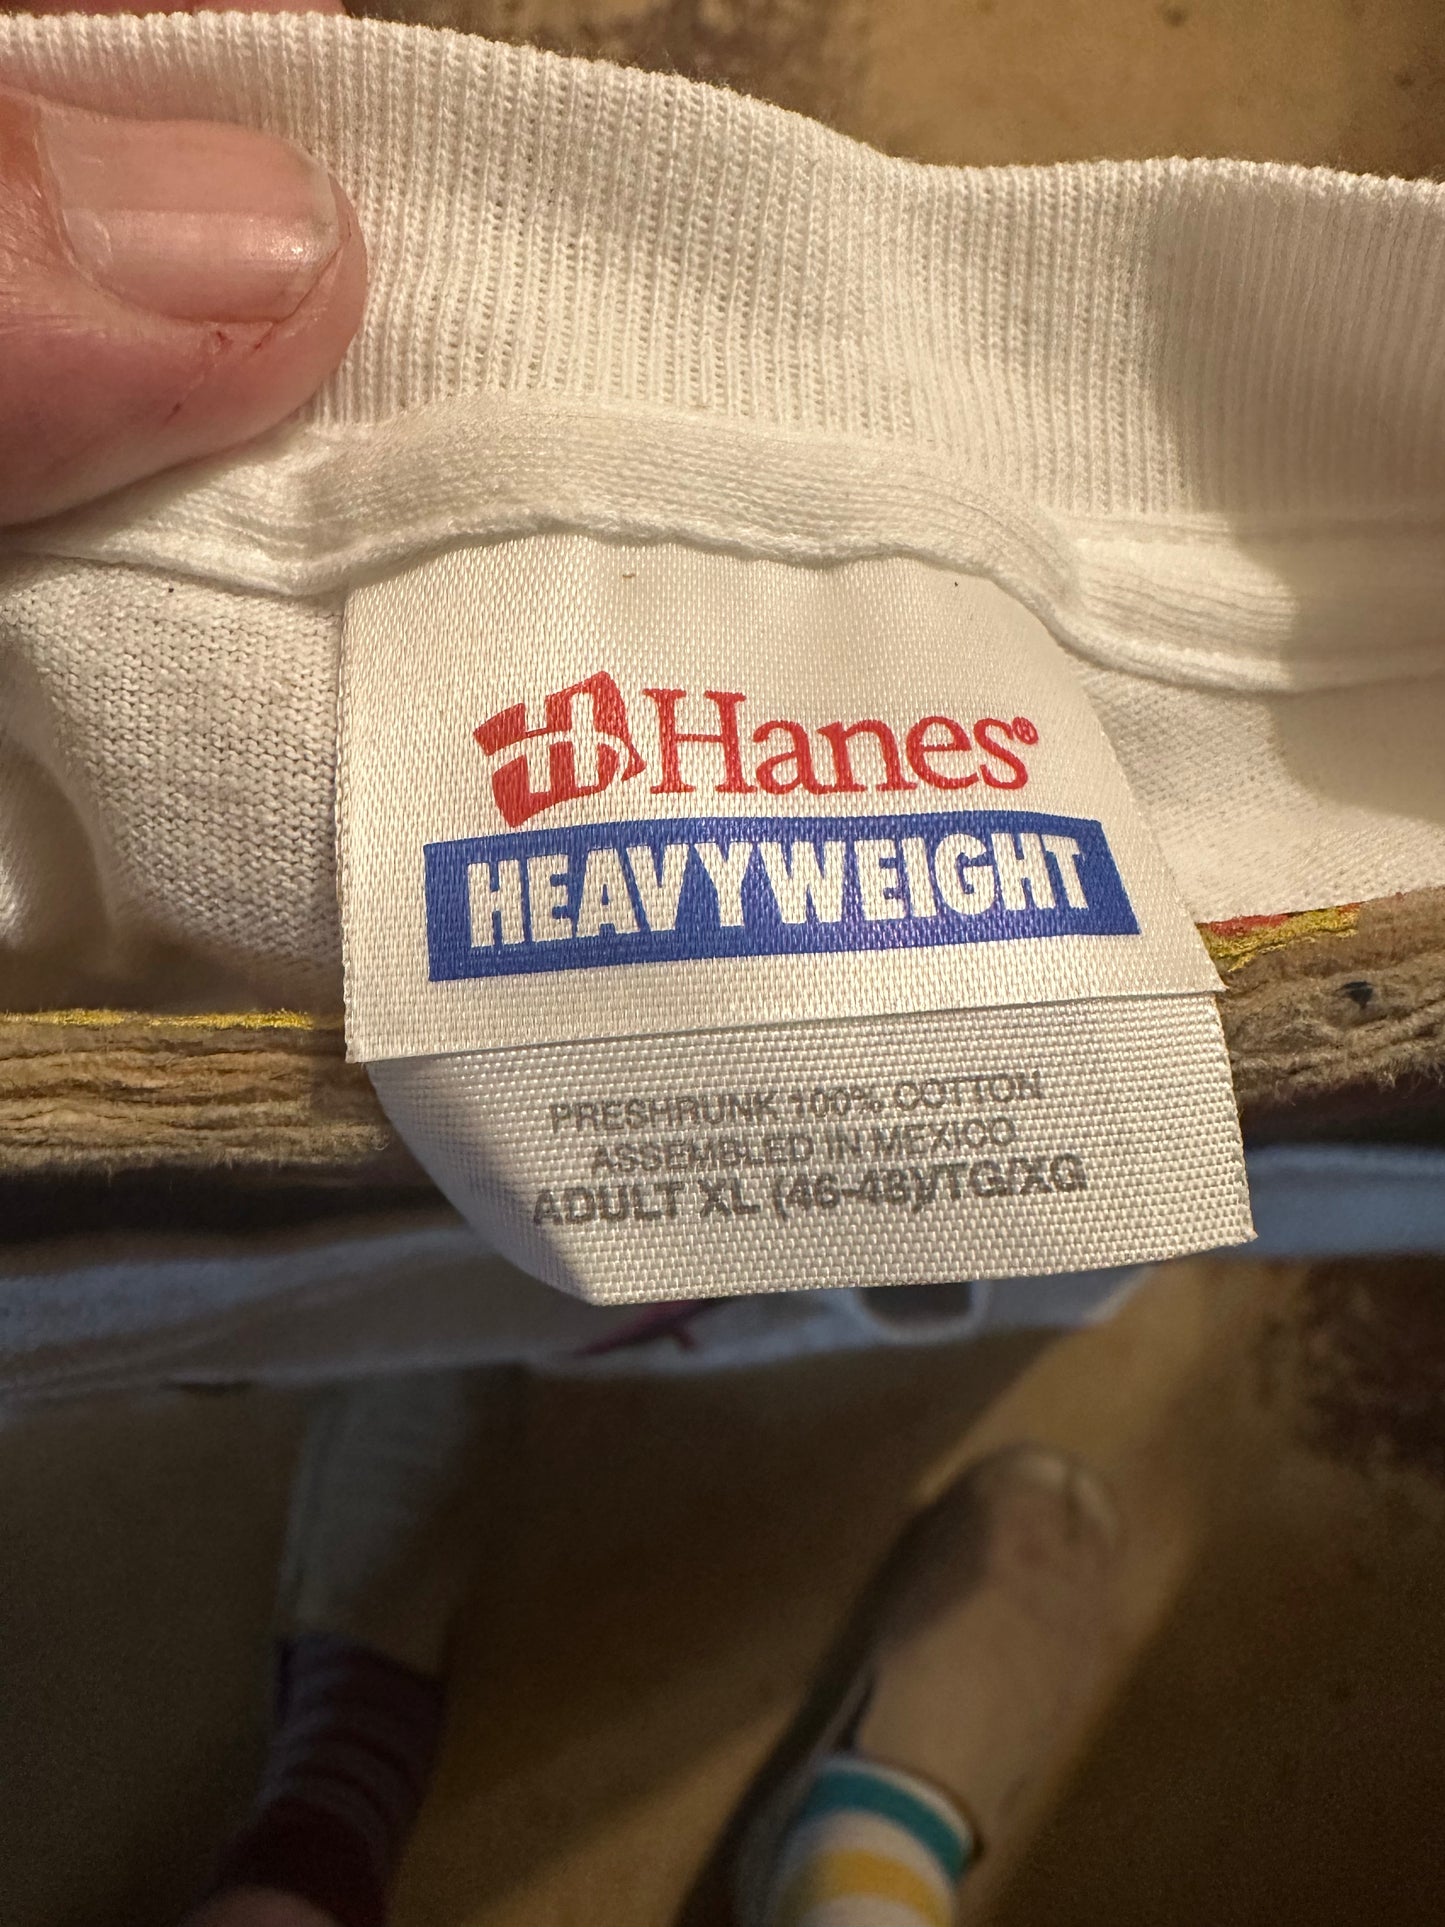 Hanes®
HEAVYWEIGHT
PRESHRUNK 100% COTTON
ASSEMBLED IN MEXICO
ADULT XL (46-48)/TG/XG